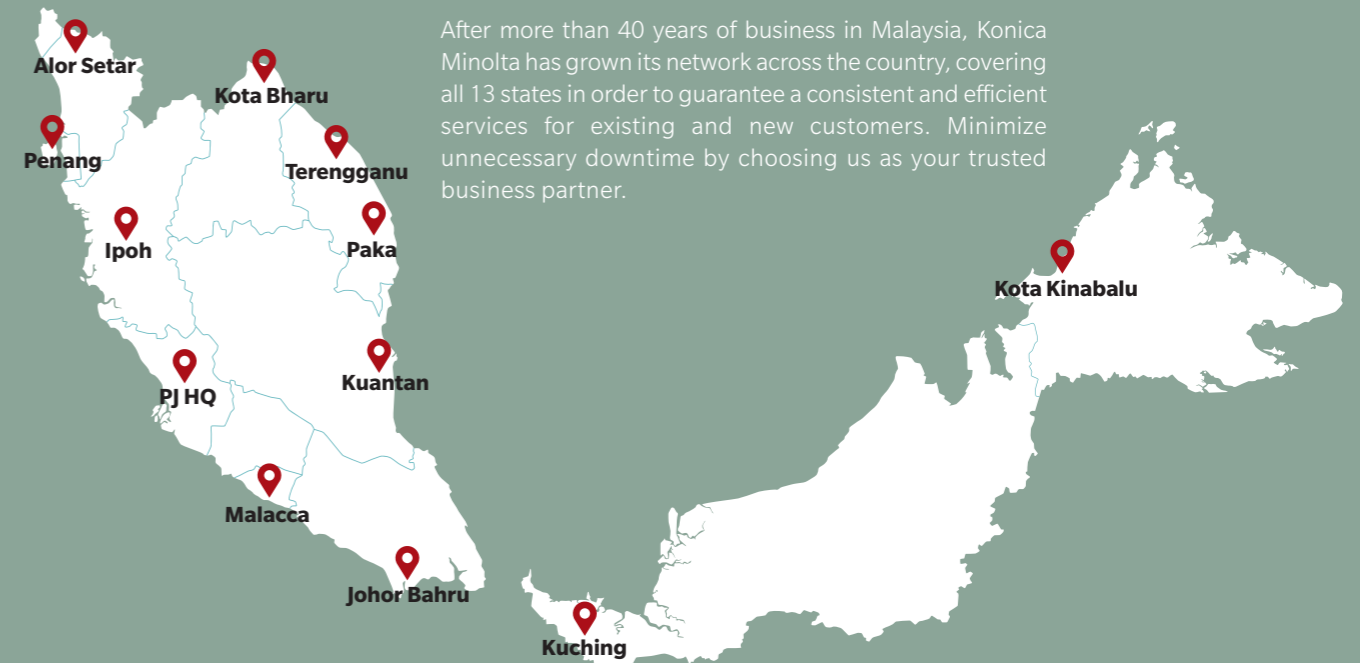 After more than 40 years of business in Malaysia, Konica
Minolta has grown its network across the country, covering
all 13 states in order to guarantee a consistent and efficient
services for existing and new customers. Minimize
unnecessary downtime by choosing us as your trusted
business partner.
Alor Setar
Kota Bharu
Penang
Terengganu
Ipoh
Paka
Kota Kinabalu
Kuantan
PJ HQ
Malacca
Johor Bahru
Kuching